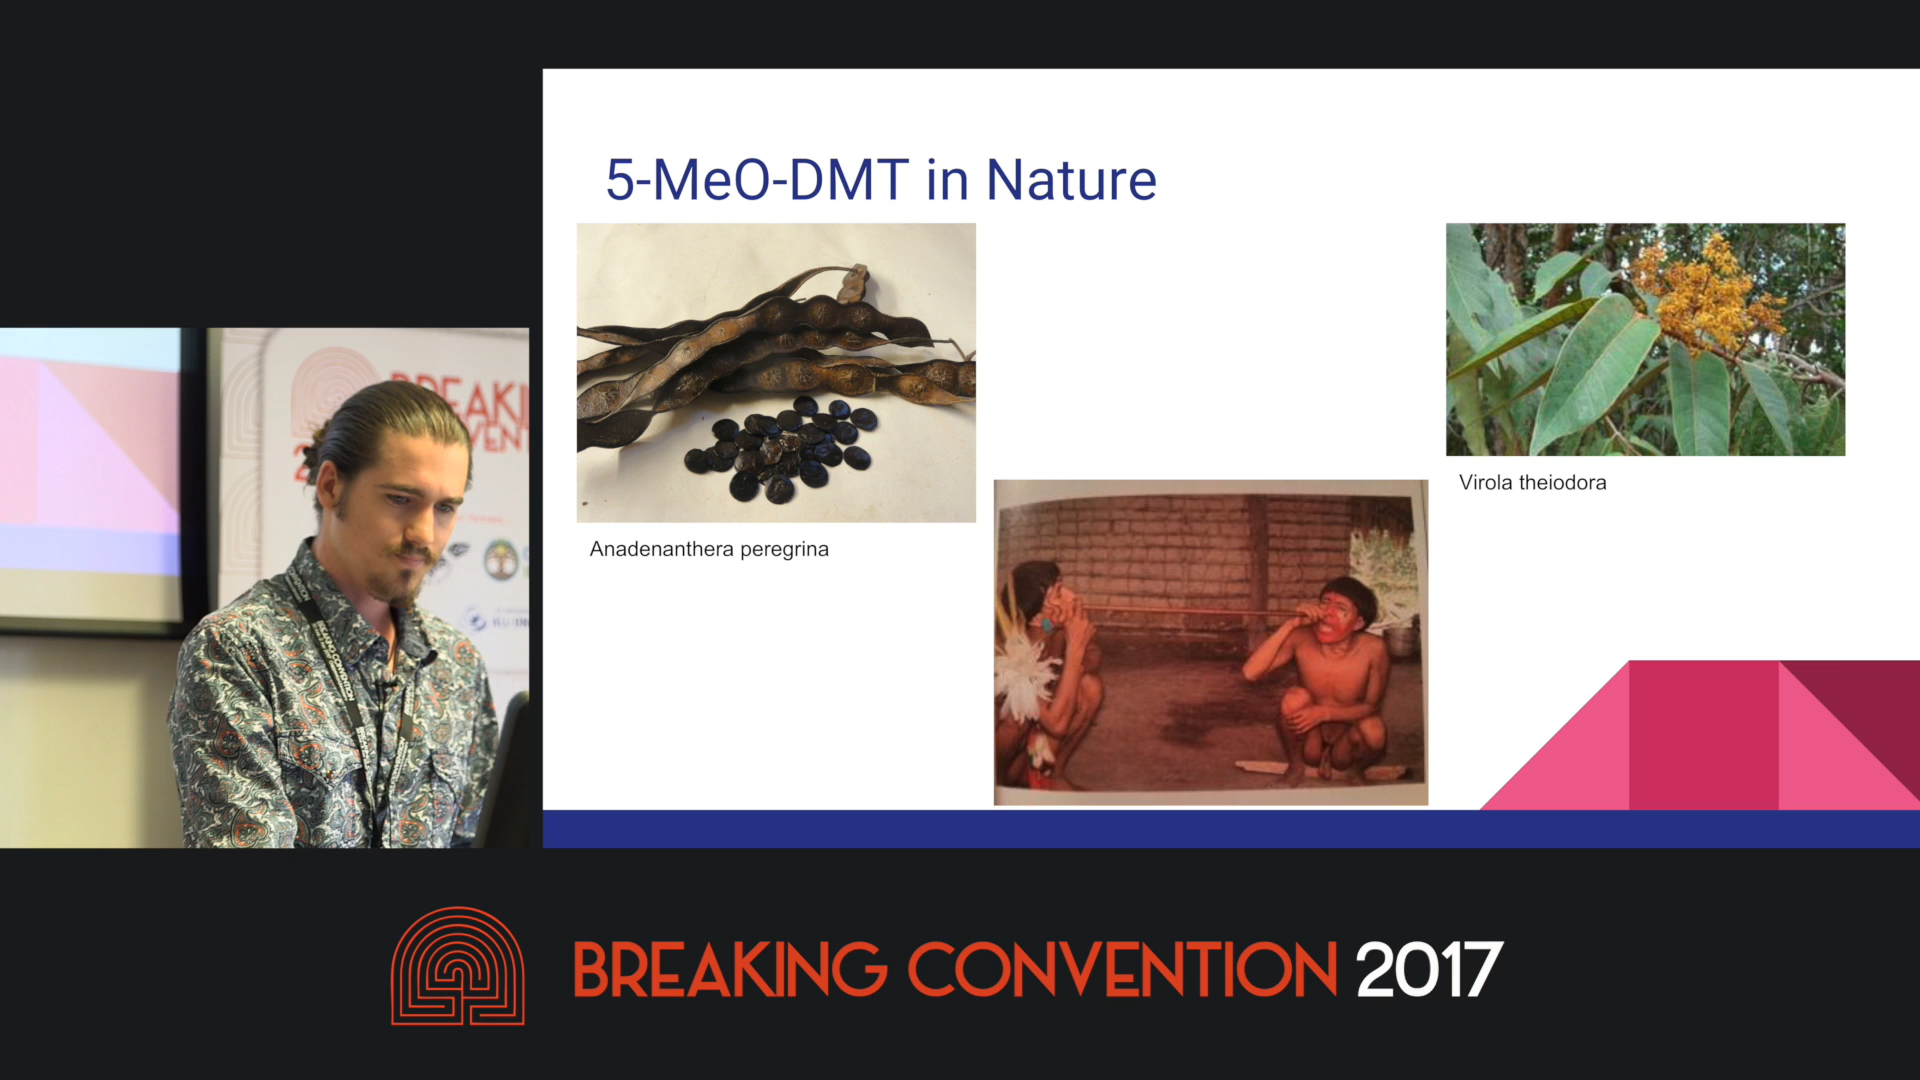 5-MeO-DMT in Nature
Anadenanthera peregrina
Virola theiodora
BREAKING CONVENTION 2017